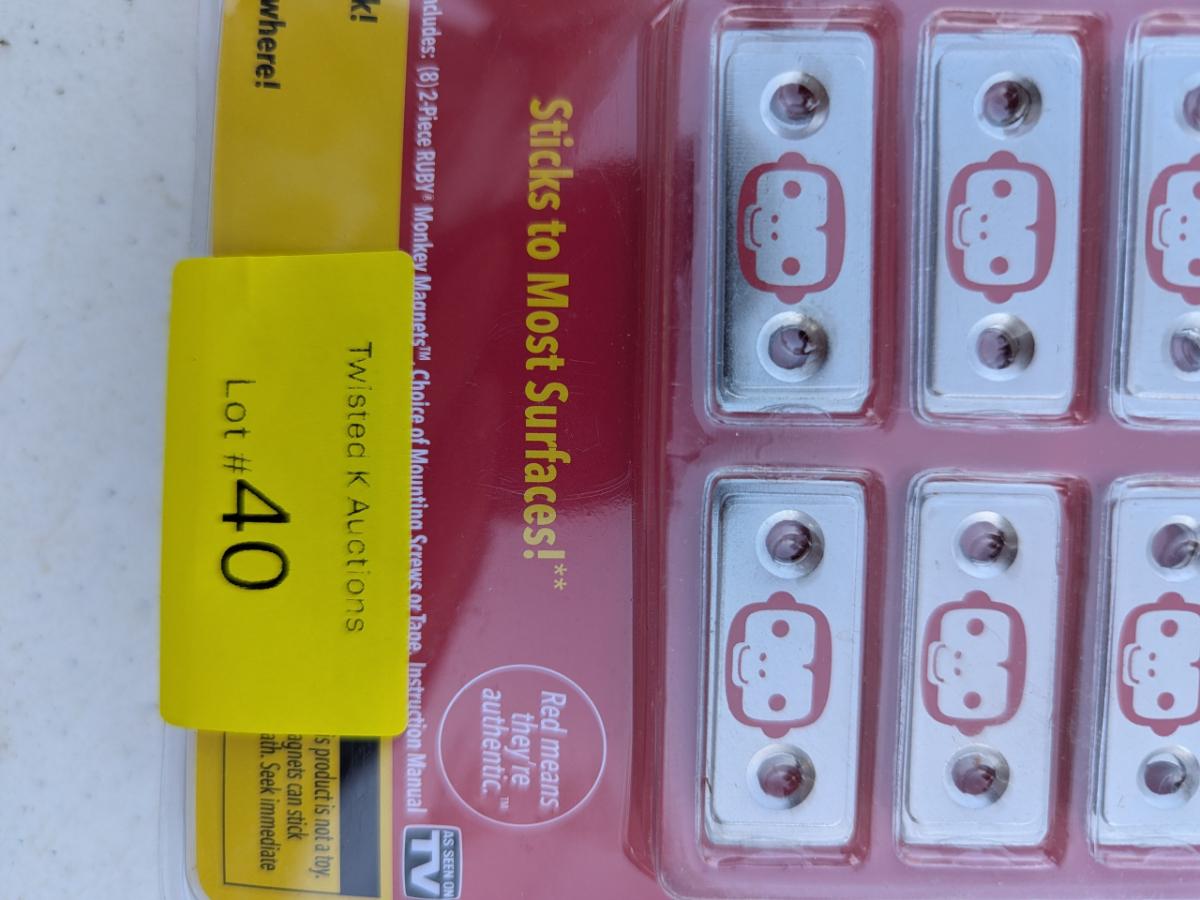 k!
where!
Includes: (8) 2-Piece RUBY® Monkey Magnets™, Choice of Mounting Screws or Tape, Instruction Manual
Sticks to Most Surfaces!**
Twisted K Auctions
Lot #40
Red means
they're
authentic.™
AS SEEN ON
TV
s product is not a toy.
agnets can stick
ath. Seek immediate